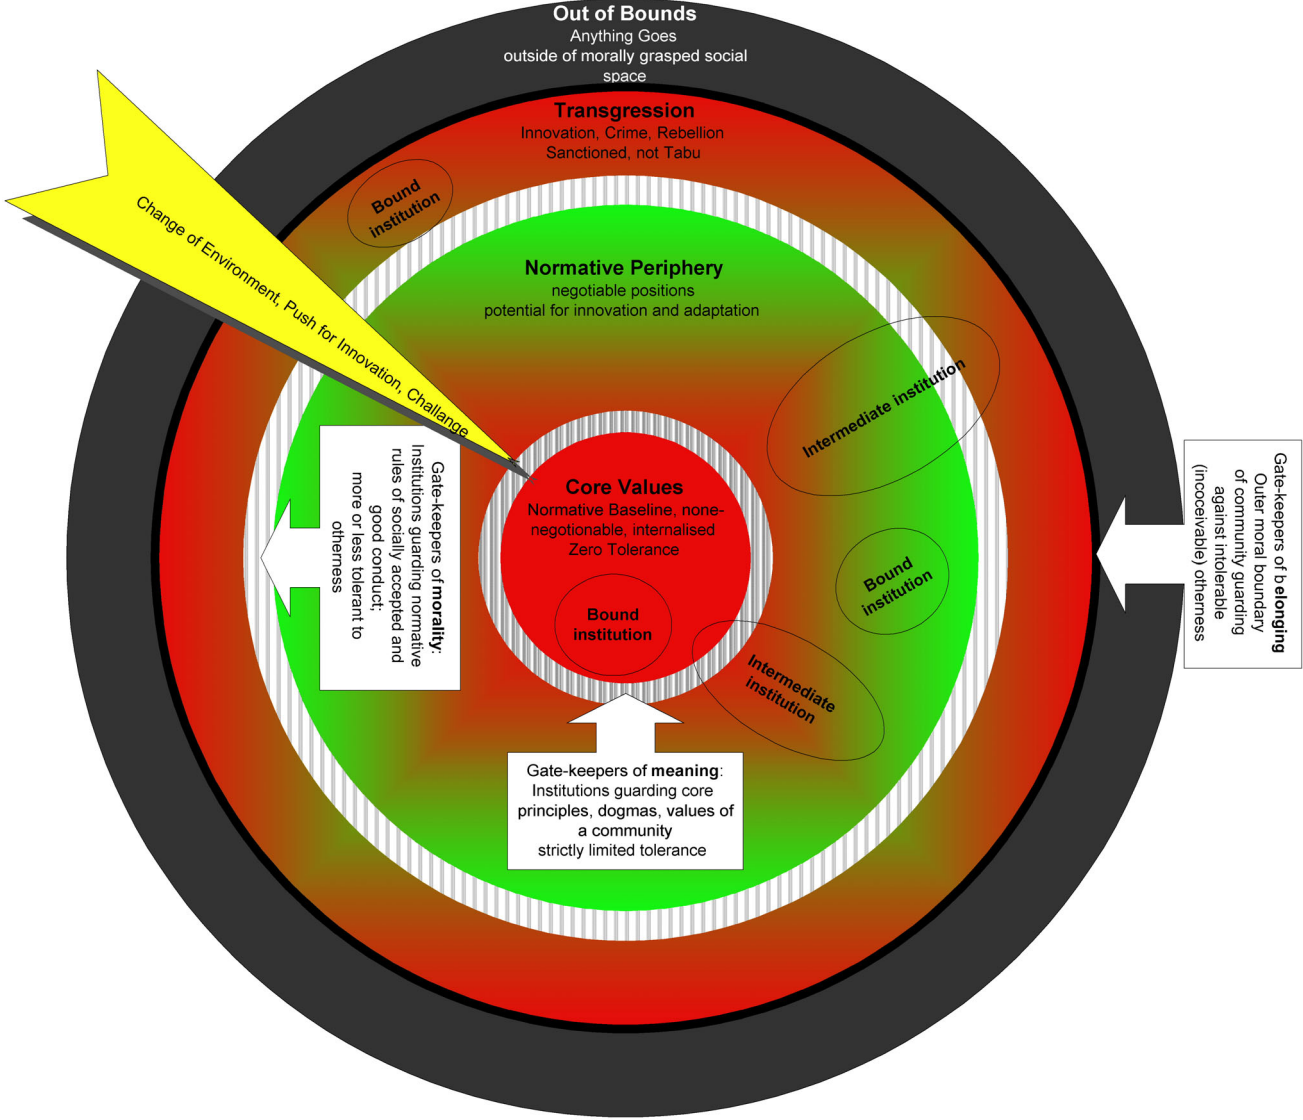 Out of Bounds
Anything Goes
outside of morally grasped social
space
Transgression
Innovation, Crime, Rebellion
Sanctioned, not Tabu
Bound
institution
Change of Environment, Push for Innovation, Challange
Normative Periphery
negotiable positions
potential for innovation and adaptation
Intermediate institution
Core Values
Normative Baseline, none-
negotionable, internalised
Zero Tolerance
Bound
institution
Bound
institution
Intermediate
institution
Gate-keepers of morality:
Institutions guarding normative
rules of socially accepted and
good conduct;
more or less tolerant to
otherness
Gate-keepers of belonging
Outer moral boundary
of community guarding
against intolerable
(incoceivable) otherness
Gate-keepers of meaning:
Institutions guarding core
principles, dogmas, values of
a community
strictly limited tolerance